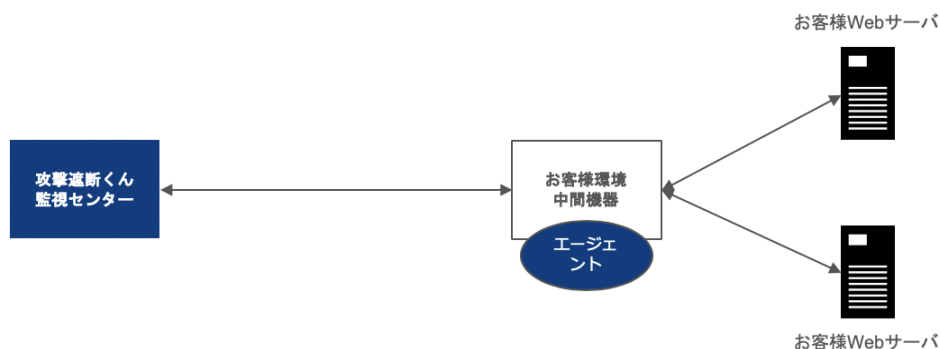 お客様Webサーバ
攻撃遮断くん
監視センター
お客様環境
中間機器
エージェ
ント
お客様Webサーバ